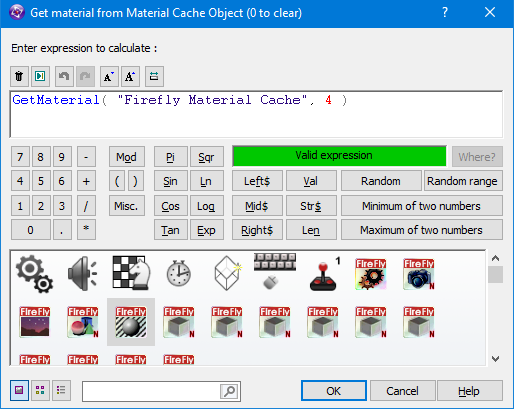 Get material from Material Cache Object (0 to clear)
?
Enter expression to calculate :
A A
GetMaterial( "Firefly Material Cache", 4 )
7 8 9 - Mod Pi Sqr Valid expression Where?
4 5 6 + ( ) Sin Ln Left$ Val Random Random range
1 2 3 / Misc. Cos Log Mid$ Str$ Minimum of two numbers
0 . * Tan Exp Right$ Len Maximum of two numbers
1 FireFly FireFly N
FireFly FireFly N FireFly FireFly N FireFly N FireFly N FireFly N FireFly N FireFly N
FireFly FireFly FireFly FireFly
OK Cancel Help